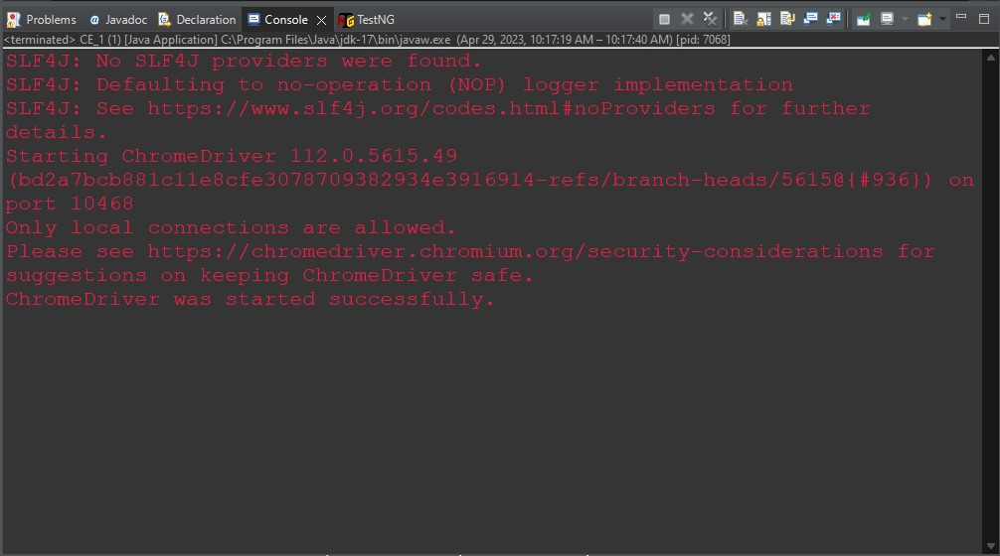 Problems Javadoc Declaration Console TestNG
<terminated> CE_1 (1) [Java Application] C:\Program Files\Java\jdk-17\bin\javaw.exe (Apr 29, 2023, 10:17:19 AM – 10:17:40 AM) [pid: 7068]
SLF4J: No SLF4J providers were found.
SLF4J: Defaulting to no-operation (NOP) logger implementation
SLF4J: See https://www.slf4j.org/codes.html#noProviders for further
details.
Starting ChromeDriver 112.0.5615.49
(bd2a7bcb881c11e8cfe3078709382934e3916914-refs/branch-heads/5615@{#936}) on
port 10468
Only local connections are allowed.
Please see https://chromedriver.chromium.org/security-considerations for
suggestions on keeping ChromeDriver safe.
ChromeDriver was started successfully.